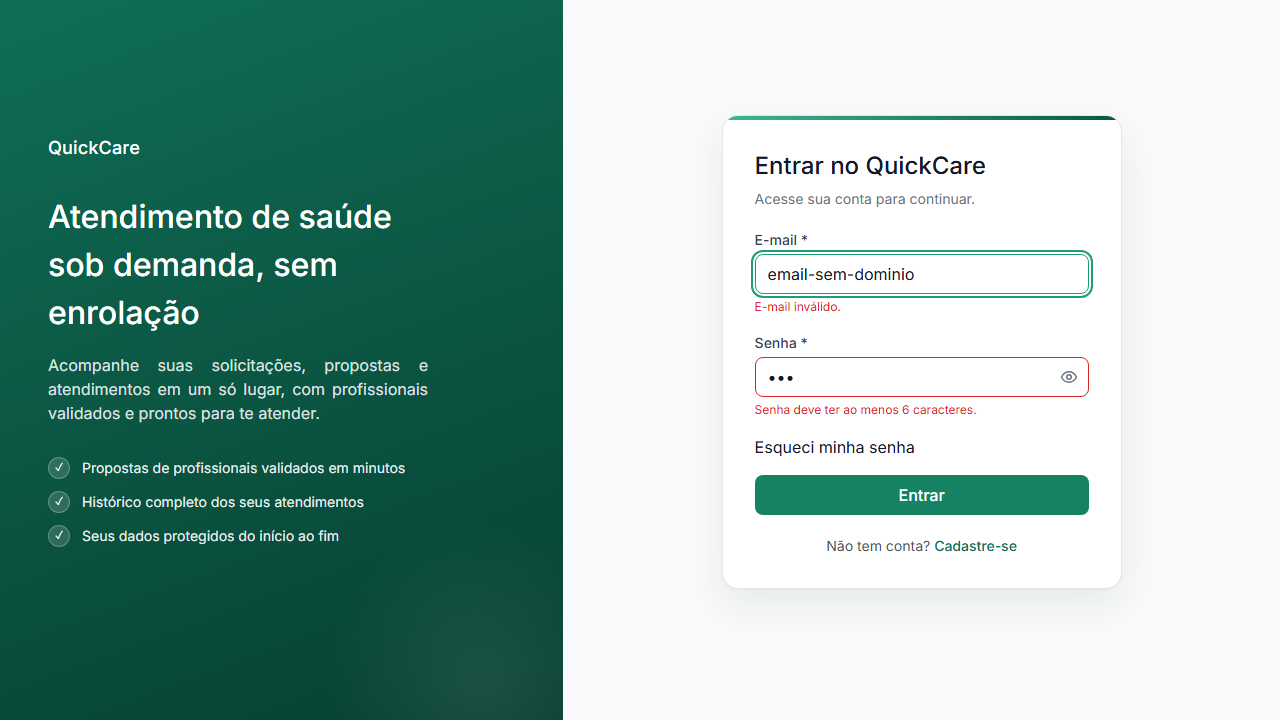 QuickCare
Atendimento de saúde
sob demanda, sem
enrolação
Acompanhe suas solicitações, propostas e
atendimentos em um só lugar, com profissionais
validados e prontos para te atender.
✓ Propostas de profissionais validados em minutos
✓ Histórico completo dos seus atendimentos
✓ Seus dados protegidos do início ao fim
Entrar no QuickCare
Acesse sua conta para continuar.
E-mail *
email-sem-dominio
E-mail inválido.
Senha *
•••
Senha deve ter ao menos 6 caracteres.
Esqueci minha senha
Entrar
Não tem conta? Cadastre-se